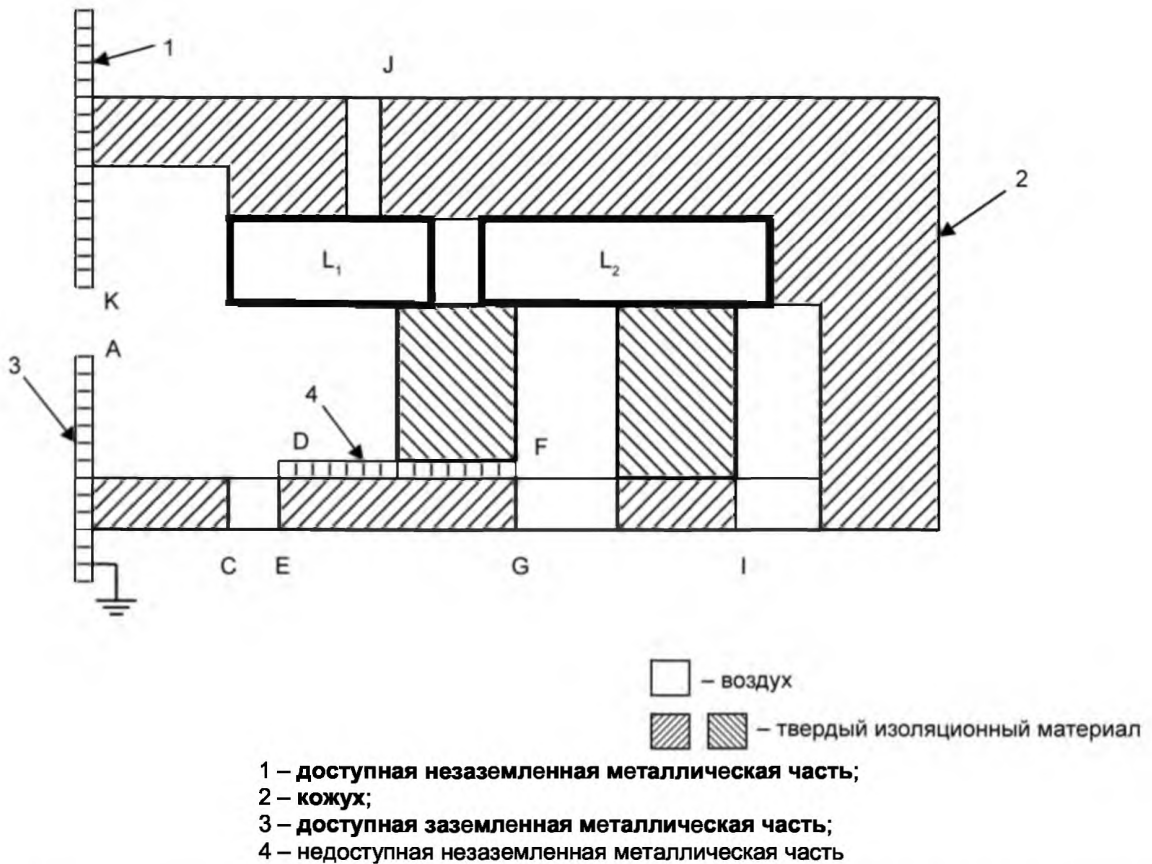 1
J
2
L₁
L₂
K
A
3
4
D
F
C E G I
– воздух
– твердый изоляционный материал
1 – доступная незаземленная металлическая часть;
2 – кожух;
3 – доступная заземленная металлическая часть;
4 – недоступная незаземленная металлическая часть